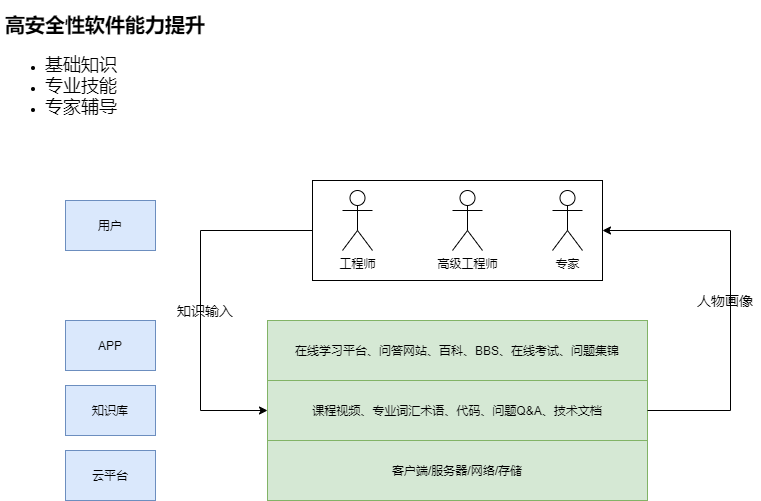 高安全性软件能力提升
基础知识
专业技能
专家辅导
用户
工程师
高级工程师
专家
知识输入
人物画像
APP
在线学习平台、问答网站、百科、BBS、在线考试、问题集锦
知识库
课程视频、专业词汇术语、代码、问题Q&A、技术文档
云平台
客户端/服务器/网络/存储